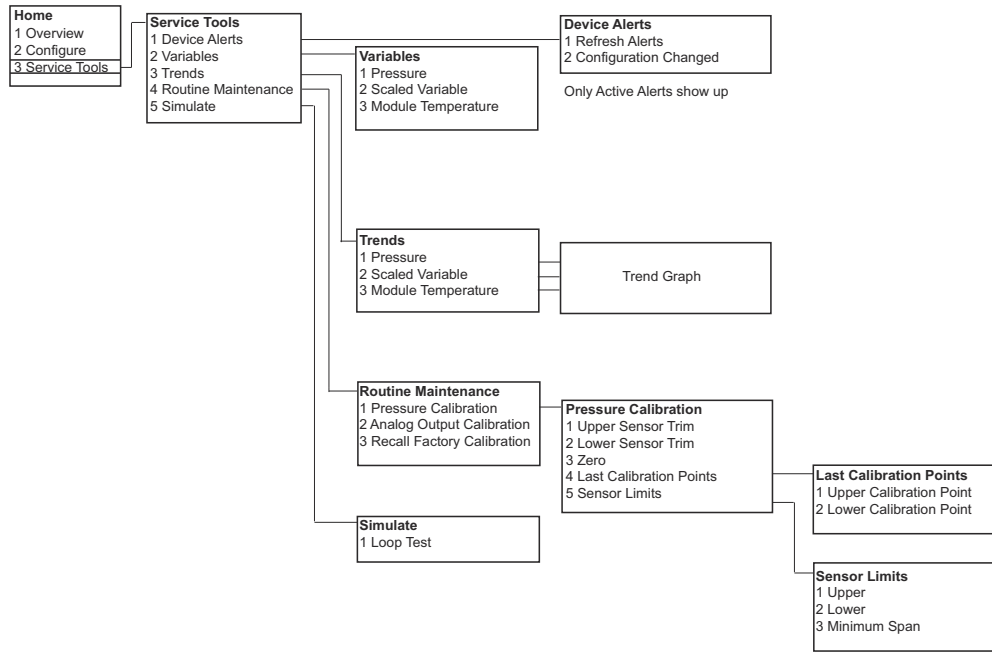 Home
1 Overview
2 Configure
3 Service Tools
Service Tools
1 Device Alerts
2 Variables
3 Trends
4 Routine Maintenance
5 Simulate
Device Alerts
1 Refresh Alerts
2 Configuration Changed
Only Active Alerts show up
Variables
1 Pressure
2 Scaled Variable
3 Module Temperature
Trends
1 Pressure
2 Scaled Variable
3 Module Temperature
Trend Graph
Routine Maintenance
1 Pressure Calibration
2 Analog Output Calibration
3 Recall Factory Calibration
Pressure Calibration
1 Upper Sensor Trim
2 Lower Sensor Trim
3 Zero
4 Last Calibration Points
5 Sensor Limits
Last Calibration Points
1 Upper Calibration Point
2 Lower Calibration Point
Simulate
1 Loop Test
Sensor Limits
1 Upper
2 Lower
3 Minimum Span